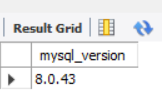 Result Grid
mysql_version
8.0.43